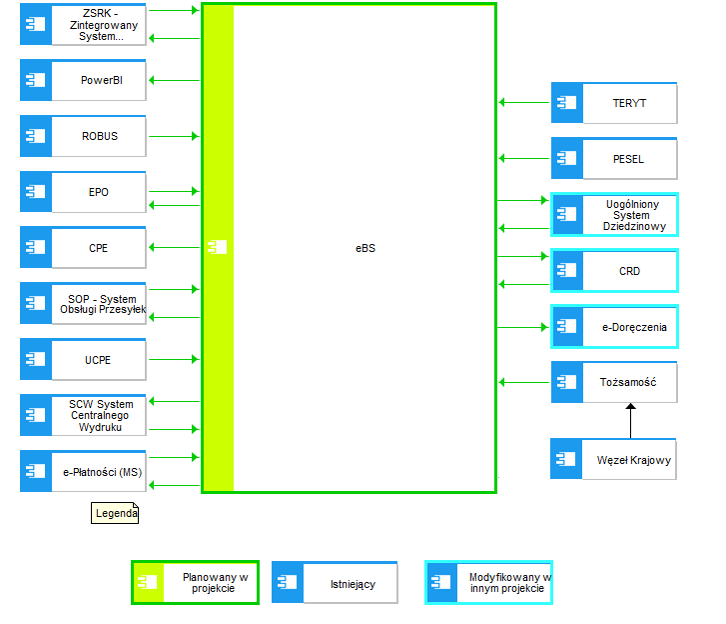 ZSRK -
Zintegrowany
System...
PowerBI
ROBUS
EPO
CPE
SOP - System
Obsługi Przesyłek
UCPE
SCW System
Centralnego
Wydruku
e-Płatności (MS)
Legenda
eBS
TERYT
PESEL
Uogólniony
System
Dziedzinowy
CRD
e-Doręczenia
Tożsamość
Węzeł Krajowy
Planowany w
projekcie
Istniejący
Modyfikowany w
innym projekcie